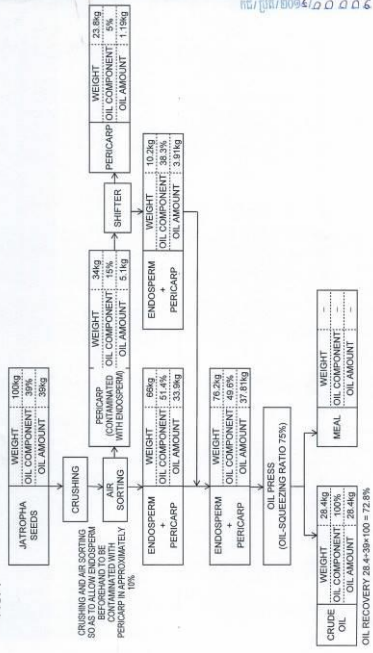 JATROPHA
SEEDS
WEIGHT 100kg
OIL COMPONENT 39%
OIL AMOUNT 39kg
CRUSHING
CRUSHING AND AIR SORTING
SO AS TO ALLOW ENDOSPERM
BEFOREHAND TO BE
CONTAMINATED WITH
PERICARP IN APPROXIMATELY
10%
AIR
SORTING
PERICARP
(CONTAMINATED
WITH ENDOSPERM)
WEIGHT 34kg
OIL COMPONENT 15%
OIL AMOUNT 5.1kg
SHIFTER
PERICARP
WEIGHT 23.8kg
OIL COMPONENT 5%
OIL AMOUNT 1.19kg
ENDOSPERM
+
PERICARP
WEIGHT 66kg
OIL COMPONENT 51.4%
OIL AMOUNT 33.9kg
ENDOSPERM
+
PERICARP
WEIGHT 10.2kg
OIL COMPONENT 38.3%
OIL AMOUNT 3.91kg
ENDOSPERM
+
PERICARP
WEIGHT 76.2kg
OIL COMPONENT 49.6%
OIL AMOUNT 37.81kg
OIL PRESS
(OIL-SQUEEZING RATIO 75%)
CRUDE
OIL
WEIGHT 28.4kg
OIL COMPONENT 100%
OIL AMOUNT 28.4kg
MEAL
WEIGHT –
OIL COMPONENT –
OIL AMOUNT –
OIL RECOVERY 28.4÷39×100 = 72.8%